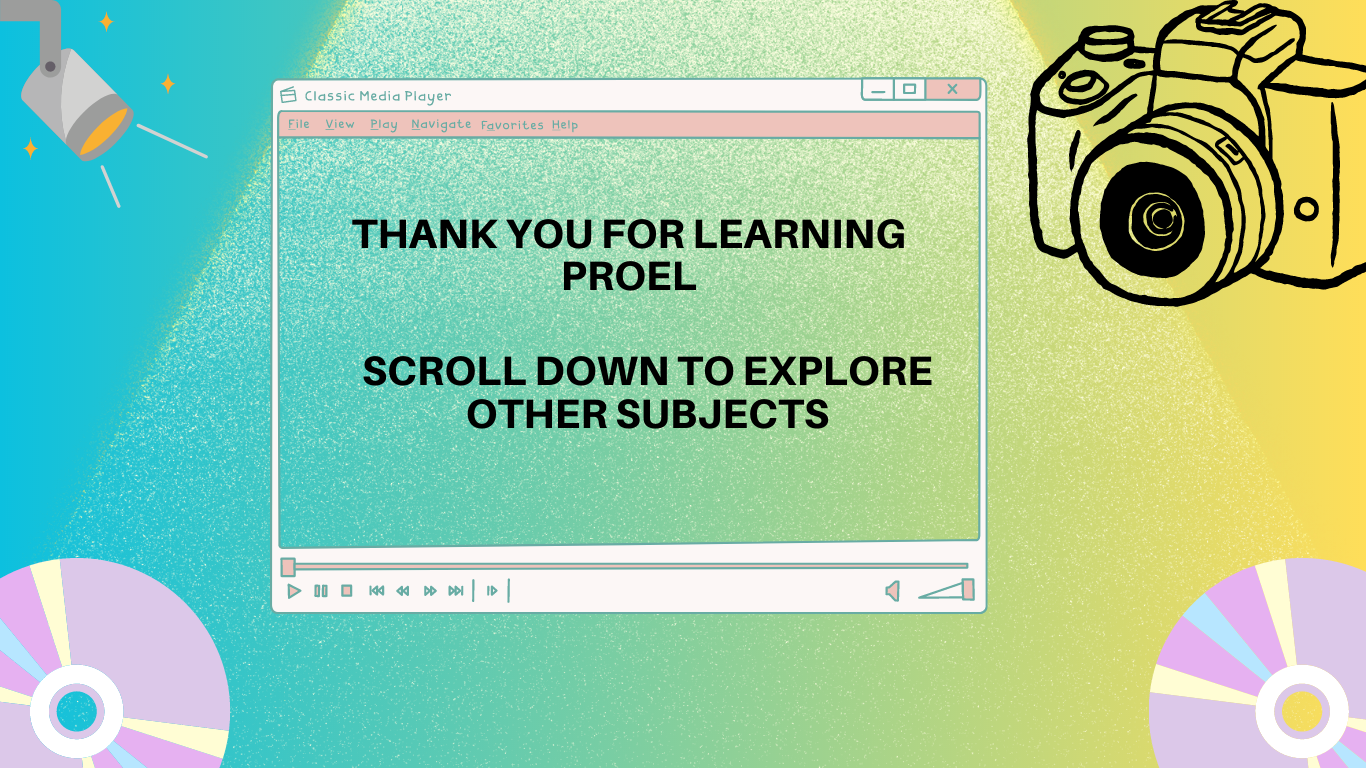 Classic Media Player
File View Play Navigate Favorites Help
THANK YOU FOR LEARNING
PROEL
SCROLL DOWN TO EXPLORE
OTHER SUBJECTS